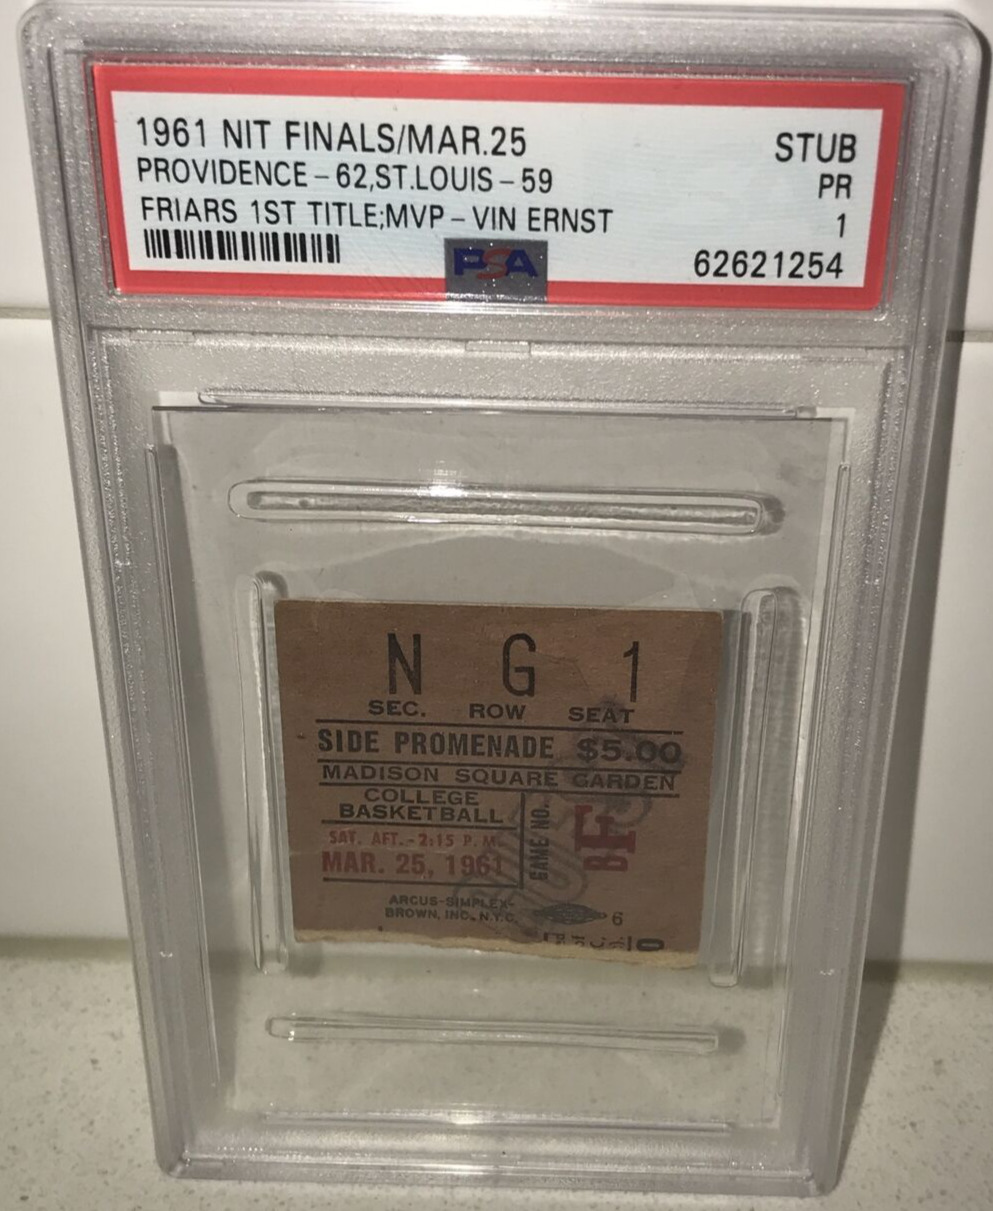 1961 NIT FINALS/MAR.25
STUB
PROVIDENCE – 62,ST.LOUIS – 59
PR
FRIARS 1ST TITLE;MVP – VIN ERNST
1
PSA
62621254
N G 1
SEC. ROW SEAT
SIDE PROMENADE $5.00
MADISON SQUARE GARDEN
COLLEGE
BASKETBALL
SAT. AFT.-2:15 P. M.
MAR. 25, 1961
GAME NO.
BF
ARCUS-SIMPLEX-
BROWN, INC. N.Y.C.
6